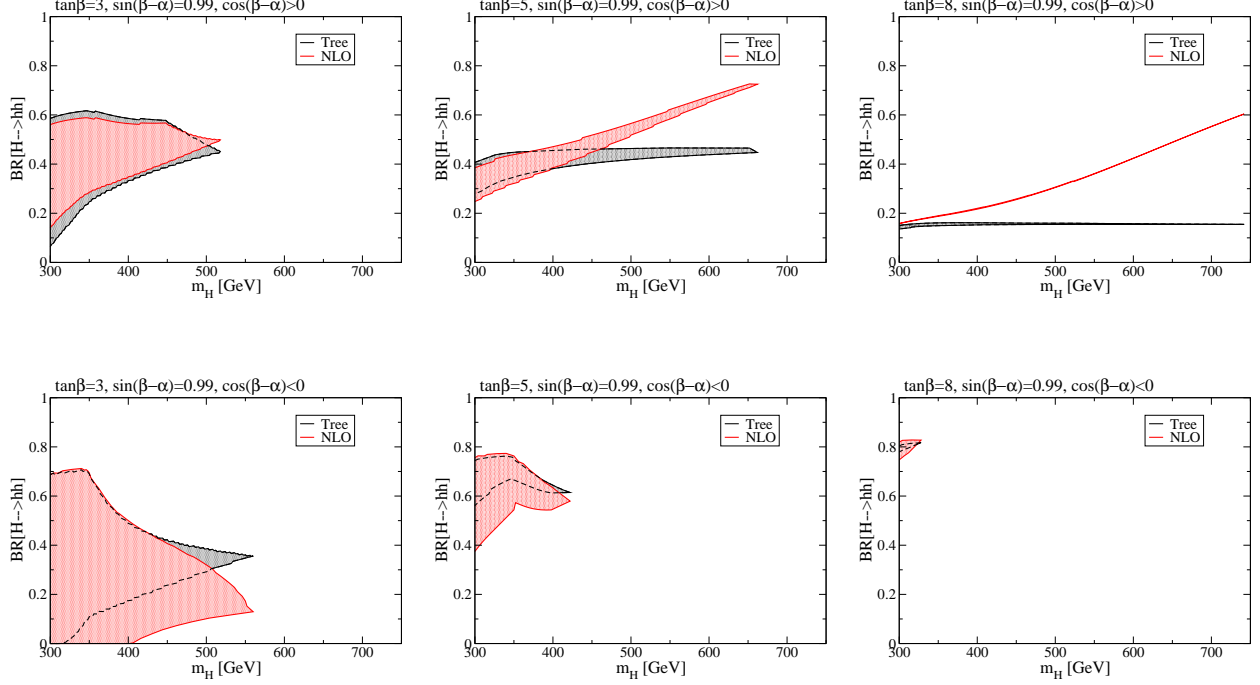 tanβ=3, sin(β−α)=0.99, cos(β−α)>0
Tree
NLO
BR[H-->hh]
1
0.8
0.6
0.4
0.2
0
300 400 500 600 700
m_H [GeV]
tanβ=5, sin(β−α)=0.99, cos(β−α)>0
Tree
NLO
BR[H-->hh]
1
0.8
0.6
0.4
0.2
0
300 400 500 600 700
m_H [GeV]
tanβ=8, sin(β−α)=0.99, cos(β−α)>0
Tree
NLO
BR[H-->hh]
1
0.8
0.6
0.4
0.2
0
300 400 500 600 700
m_H [GeV]
tanβ=3, sin(β−α)=0.99, cos(β−α)<0
Tree
NLO
BR[H-->hh]
1
0.8
0.6
0.4
0.2
0
300 400 500 600 700
m_H [GeV]
tanβ=5, sin(β−α)=0.99, cos(β−α)<0
Tree
NLO
BR[H-->hh]
1
0.8
0.6
0.4
0.2
0
300 400 500 600 700
m_H [GeV]
tanβ=8, sin(β−α)=0.99, cos(β−α)<0
Tree
NLO
BR[H-->hh]
1
0.8
0.6
0.4
0.2
0
300 400 500 600 700
m_H [GeV]